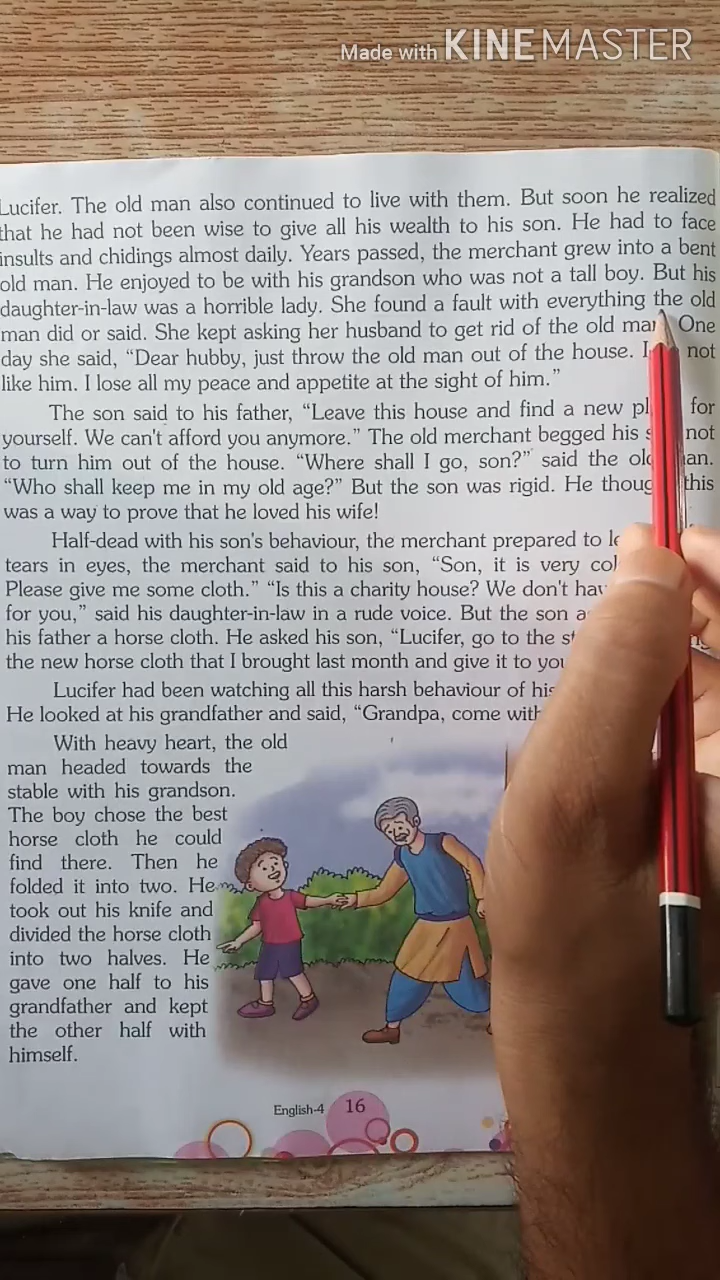 Made with KINEMASTER
Lucifer. The old man also continued to live with them. But soon he realized
that he had not been wise to give all his wealth to his son. He had to face
insults and chidings almost daily. Years passed, the merchant grew into a bent
old man. He enjoyed to be with his grandson who was not a tall boy. But his
daughter-in-law was a horrible lady. She found a fault with everything the old
man did or said. She kept asking her husband to get rid of the old man. One
day she said, “Dear hubby, just throw the old man out of the house. I not
like him. I lose all my peace and appetite at the sight of him.”
The son said to his father, “Leave this house and find a new for
yourself. We can't afford you anymore.” The old merchant begged his not
to turn him out of the house. “Where shall I go, son?” said the old man.
“Who shall keep me in my old age?” But the son was rigid. He thought this
was a way to prove that he loved his wife!
Half-dead with his son's behaviour, the merchant prepared to
tears in eyes, the merchant said to his son, “Son, it is very
Please give me some cloth.” “Is this a charity house? We don't
for you,” said his daughter-in-law in a rude voice. But the son
his father a horse cloth. He asked his son, “Lucifer, go to the
the new horse cloth that I brought last month and give it to
Lucifer had been watching all this harsh behaviour of his
He looked at his grandfather and said, “Grandpa, come with
With heavy heart, the old
man headed towards the
stable with his grandson.
The boy chose the best
horse cloth he could
find there. Then he
folded it into two. He
took out his knife and
divided the horse cloth
into two halves. He
gave one half to his
grandfather and kept
the other half with
himself.
English-4 16